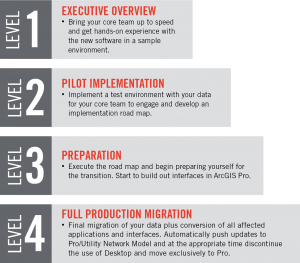 LEVEL 1
EXECUTIVE OVERVIEW
• Bring your core team up to speed
and get hands-on experience with
the new software in a sample
environment.
LEVEL 2
PILOT IMPLEMENTATION
• Implement a test environment with your data
for your core team to engage and develop an
implementation road map.
LEVEL 3
PREPARATION
• Execute the road map and begin preparing yourself for
the transition. Start to build out interfaces in ArcGIS Pro.
LEVEL 4
FULL PRODUCTION MIGRATION
• Final migration of your data plus conversion of all affected
applications and interfaces. Automatically push updates to
Pro/Utility Network Model and at the appropriate time discontinue
the use of Desktop and move exclusively to Pro.